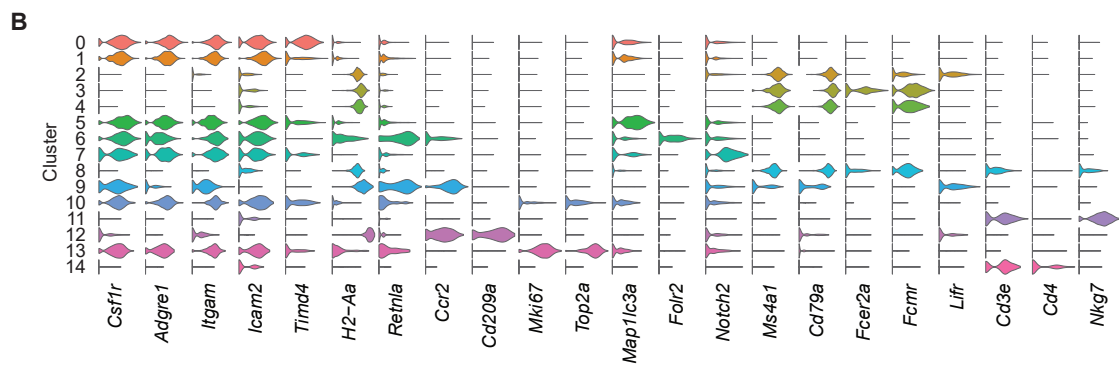 B
Cluster
0
1
2
3
4
5
6
7
8
9
10
11
12
13
14
Csf1r
Adgre1
Itgam
Icam2
Timd4
H2−Aa
Retnla
Ccr2
Cd209a
Mki67
Top2a
Map1lc3a
Folr2
Notch2
Ms4a1
Cd79a
Fcer2a
Fcmr
Lifr
Cd3e
Cd4
Nkg7